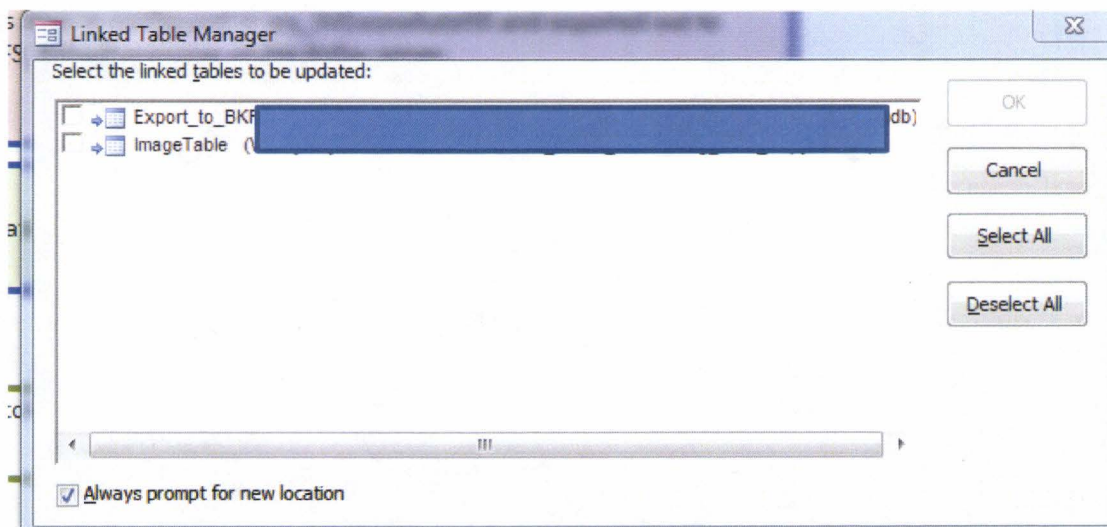 Linked Table Manager
Select the linked tables to be updated:
Export_to_BKF db)
ImageTable (\
OK
Cancel
Select All
Deselect All
Always prompt for new location